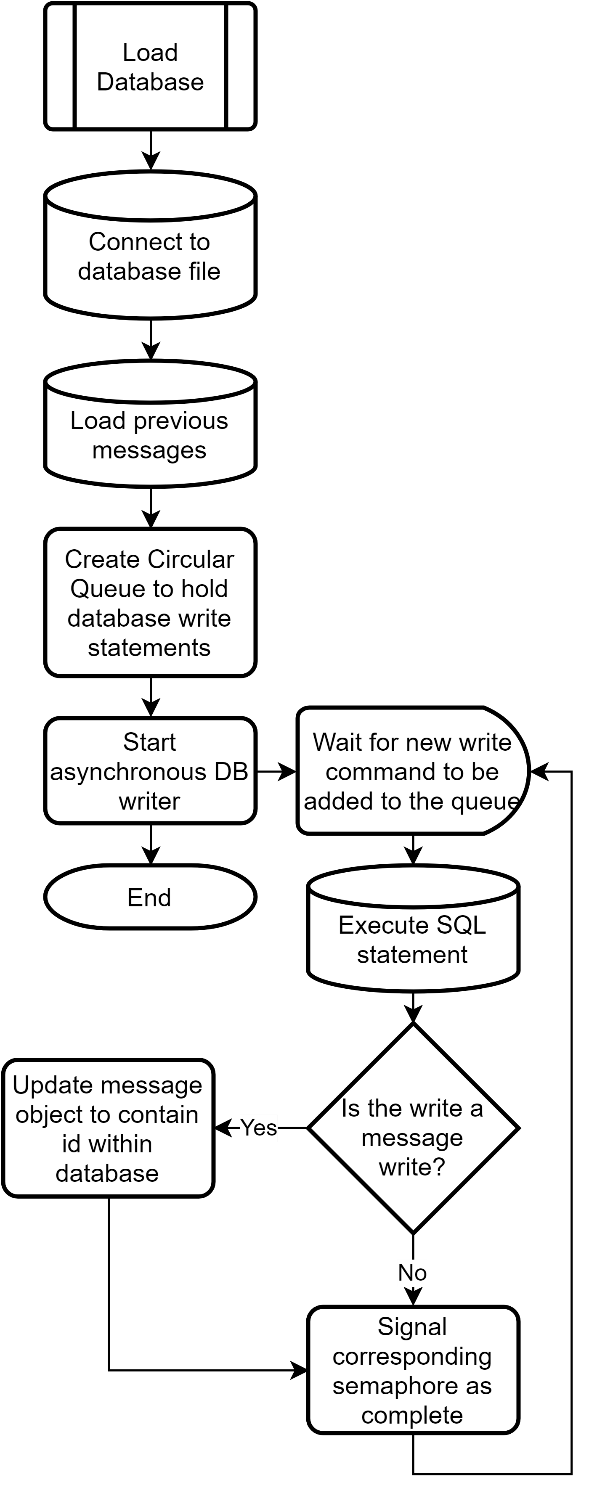 Load
Database
Connect to
database file
Load previous
messages
Create Circular
Queue to hold
database write
statements
Start
asynchronous DB
writer
Wait for new write
command to be
added to the queue
End
Execute SQL
statement
Is the write a
message
write?
Yes
Update message
object to contain
id within
database
No
Signal
corresponding
semaphore as
complete